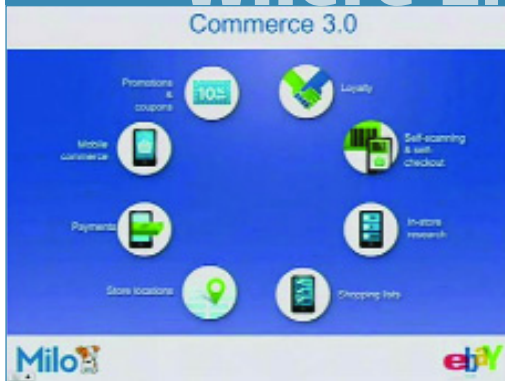 Commerce 3.0
Promotions
&
coupons
10%
Loyalty
Mobile
commerce
Self-scanning
& self-
checkout
Payments
In-store
research
Store locations
Shopping lists
Milo
ebay